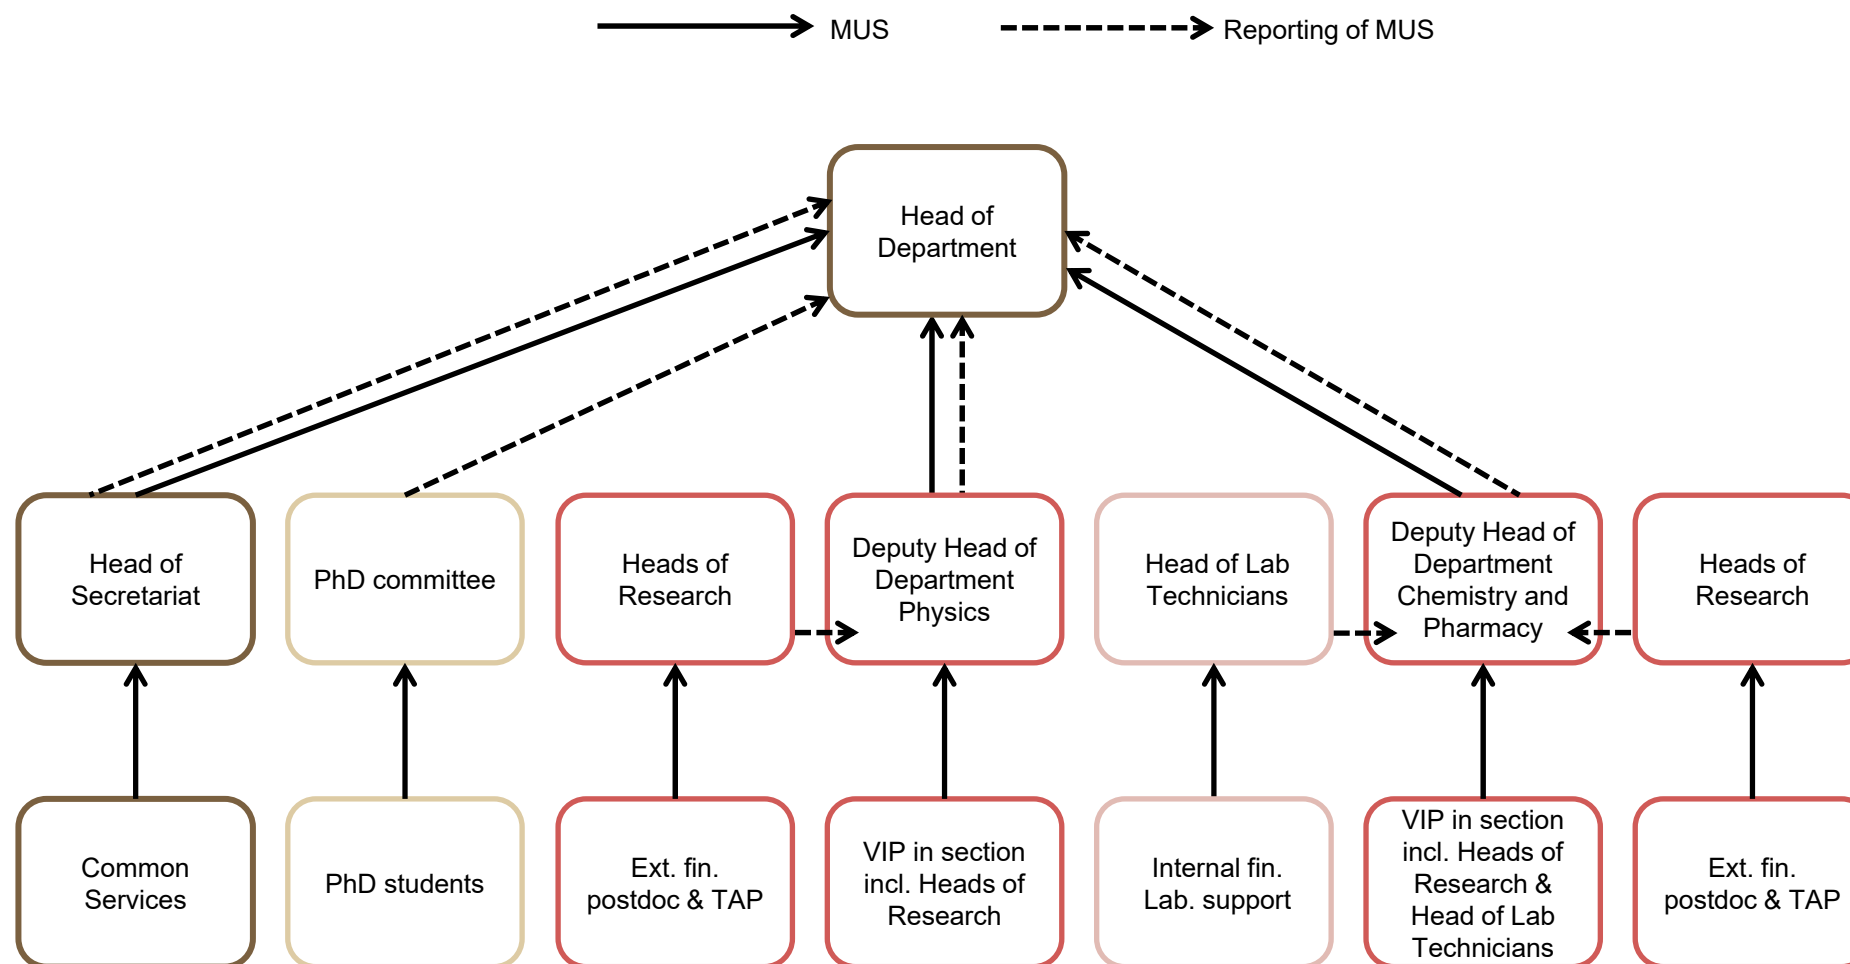 MUS
Reporting of MUS
Head of
Department
Head of
Secretariat
PhD committee
Heads of
Research
Deputy Head of
Department
Physics
Head of Lab
Technicians
Deputy Head of
Department
Chemistry and
Pharmacy
Heads of
Research
Common
Services
PhD students
Ext. fin.
postdoc & TAP
VIP in section
incl. Heads of
Research
Internal fin.
Lab. support
VIP in section
incl. Heads of
Research &
Head of Lab
Technicians
Ext. fin.
postdoc & TAP